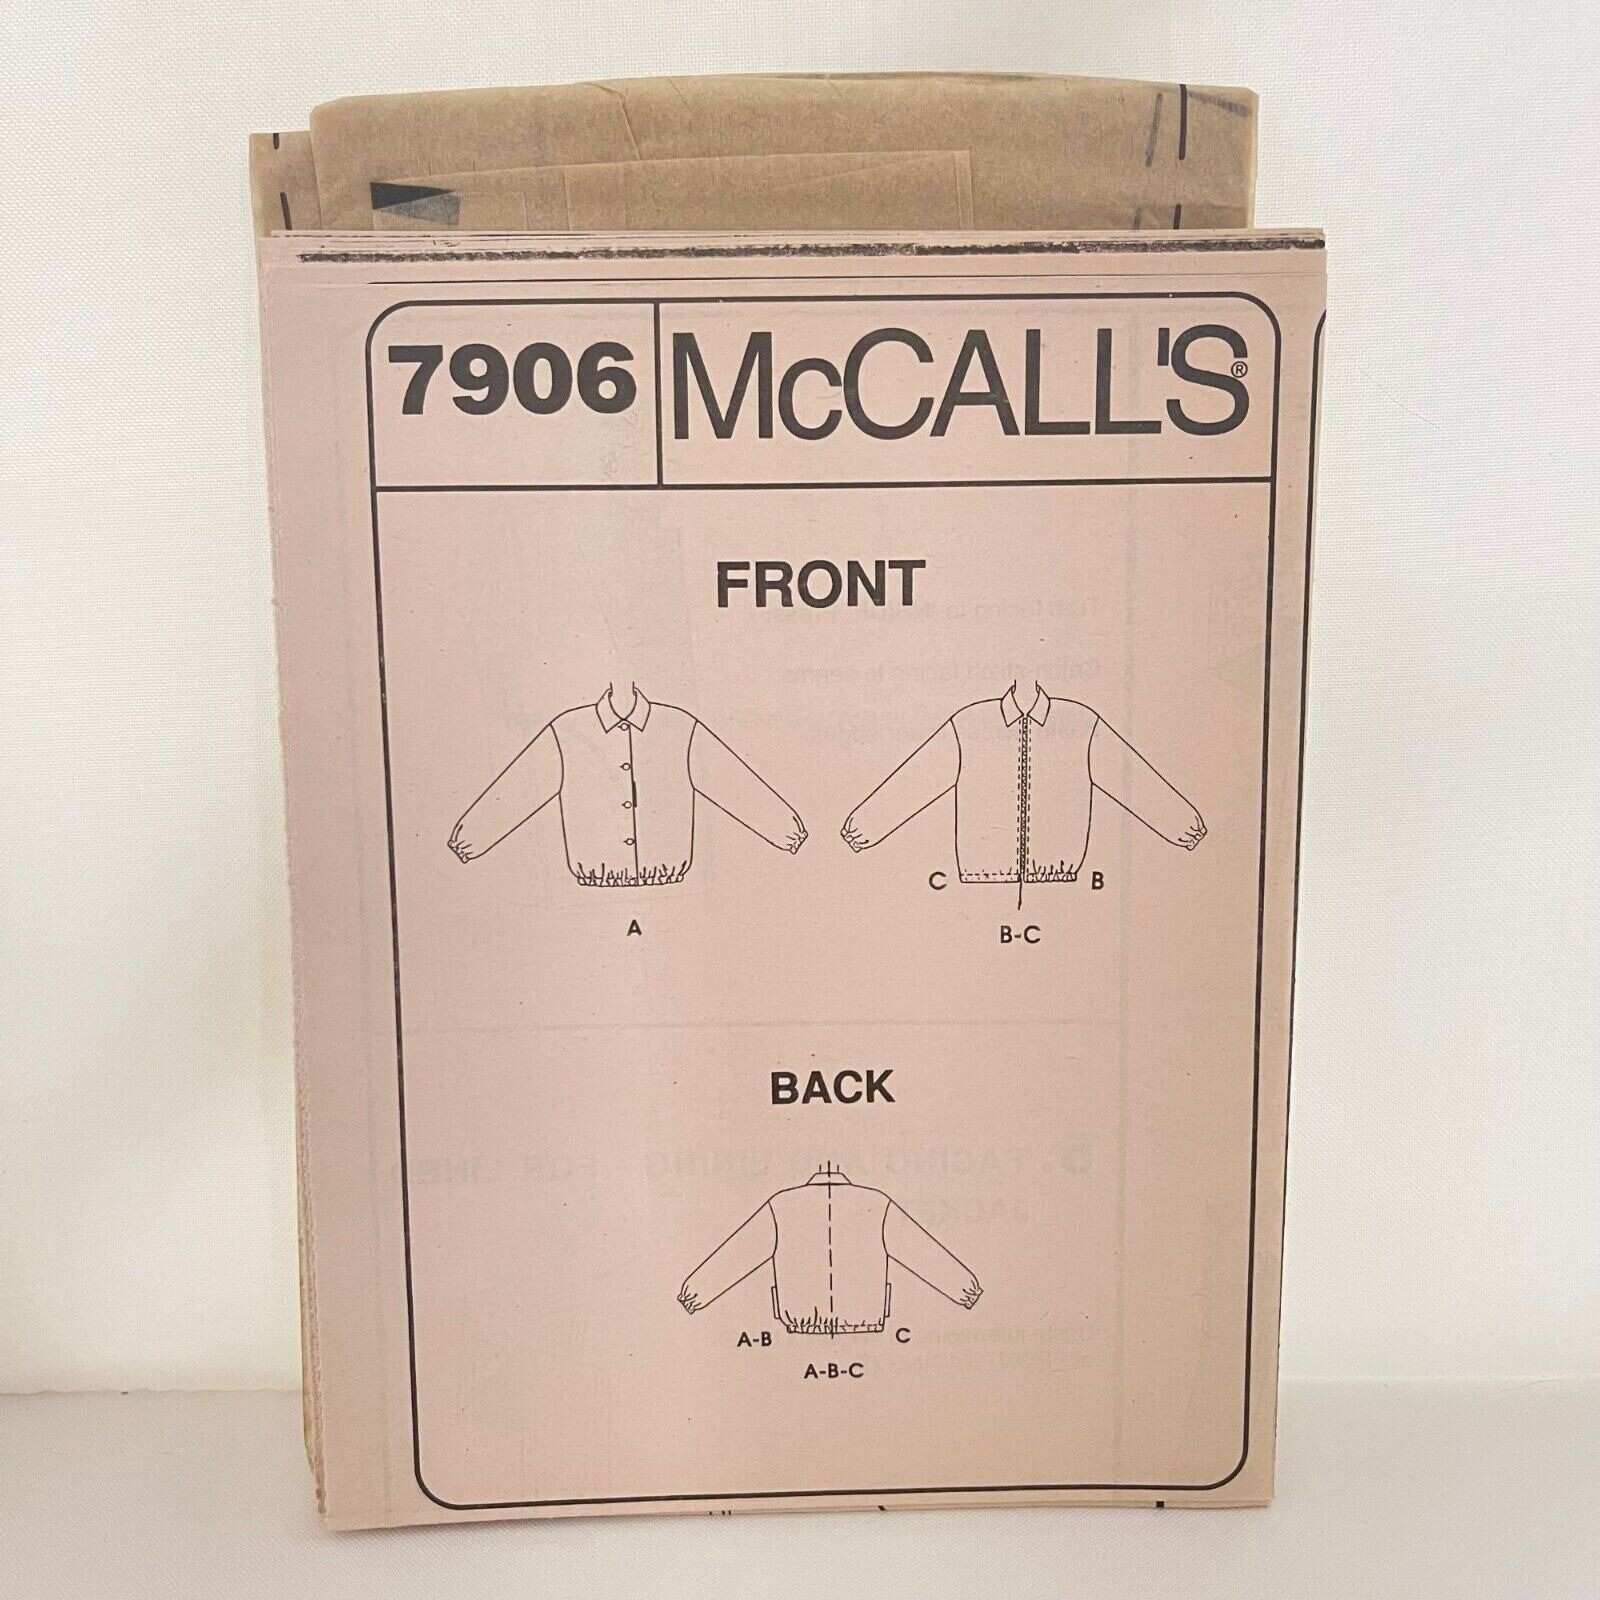 7906
McCALL'S®
FRONT
C
B
A
B-C
BACK
A-B
C
A-B-C